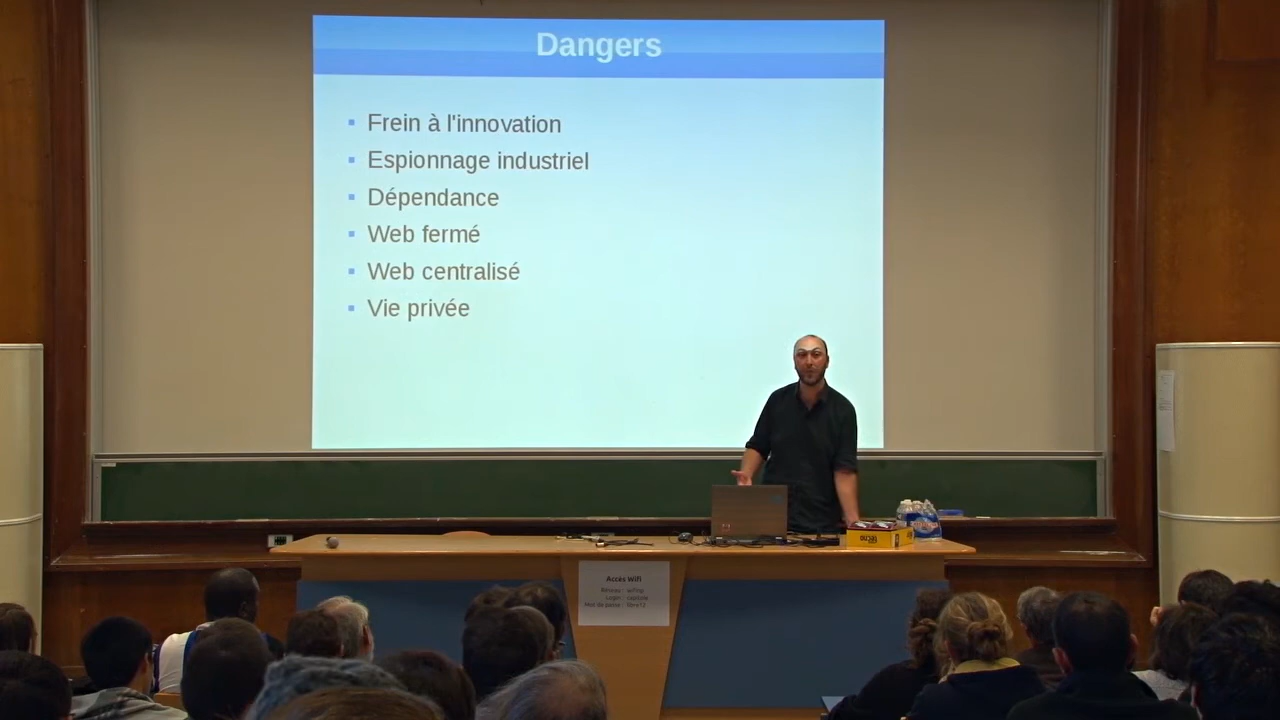 Dangers
Frein à l'innovation
Espionnage industriel
Dépendance
Web fermé
Web centralisé
Vie privée
Accès Wifi